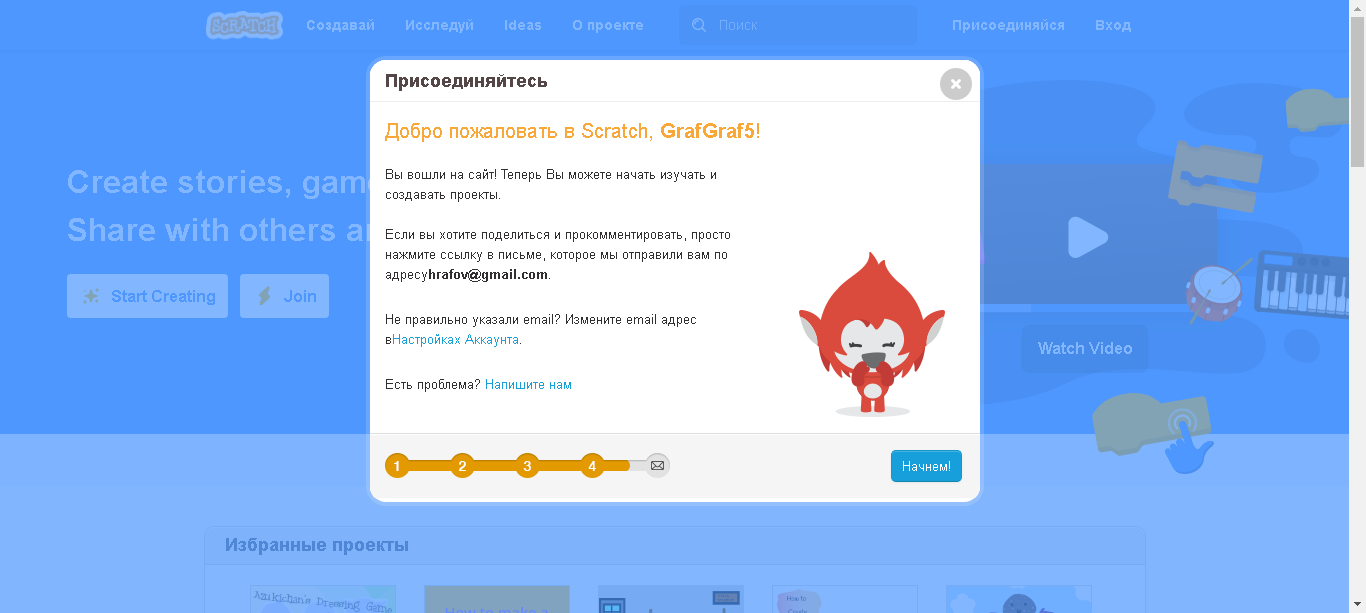 SCRATCH Создавай Исследуй Ideas О проекте Поиск Присоединяйся Вход
Присоединяйтесь
Добро пожаловать в Scratch, GrafGraf5!
Вы вошли на сайт! Теперь Вы можете начать изучать и
создавать проекты.
Если вы хотите поделиться и прокомментировать, просто
нажмите ссылку в письме, которое мы отправили вам по
адресуhrafov@gmail.com.
Не правильно указали email? Измените email адрес
вНастройках Аккаунта.
Есть проблема? Напишите нам
1 2 3 4
Начнем!
Create stories, gam
Share with others a
Start Creating Join
Watch Video
Избранные проекты
Azukichan's Dressing Game
How to make a
How to
Create